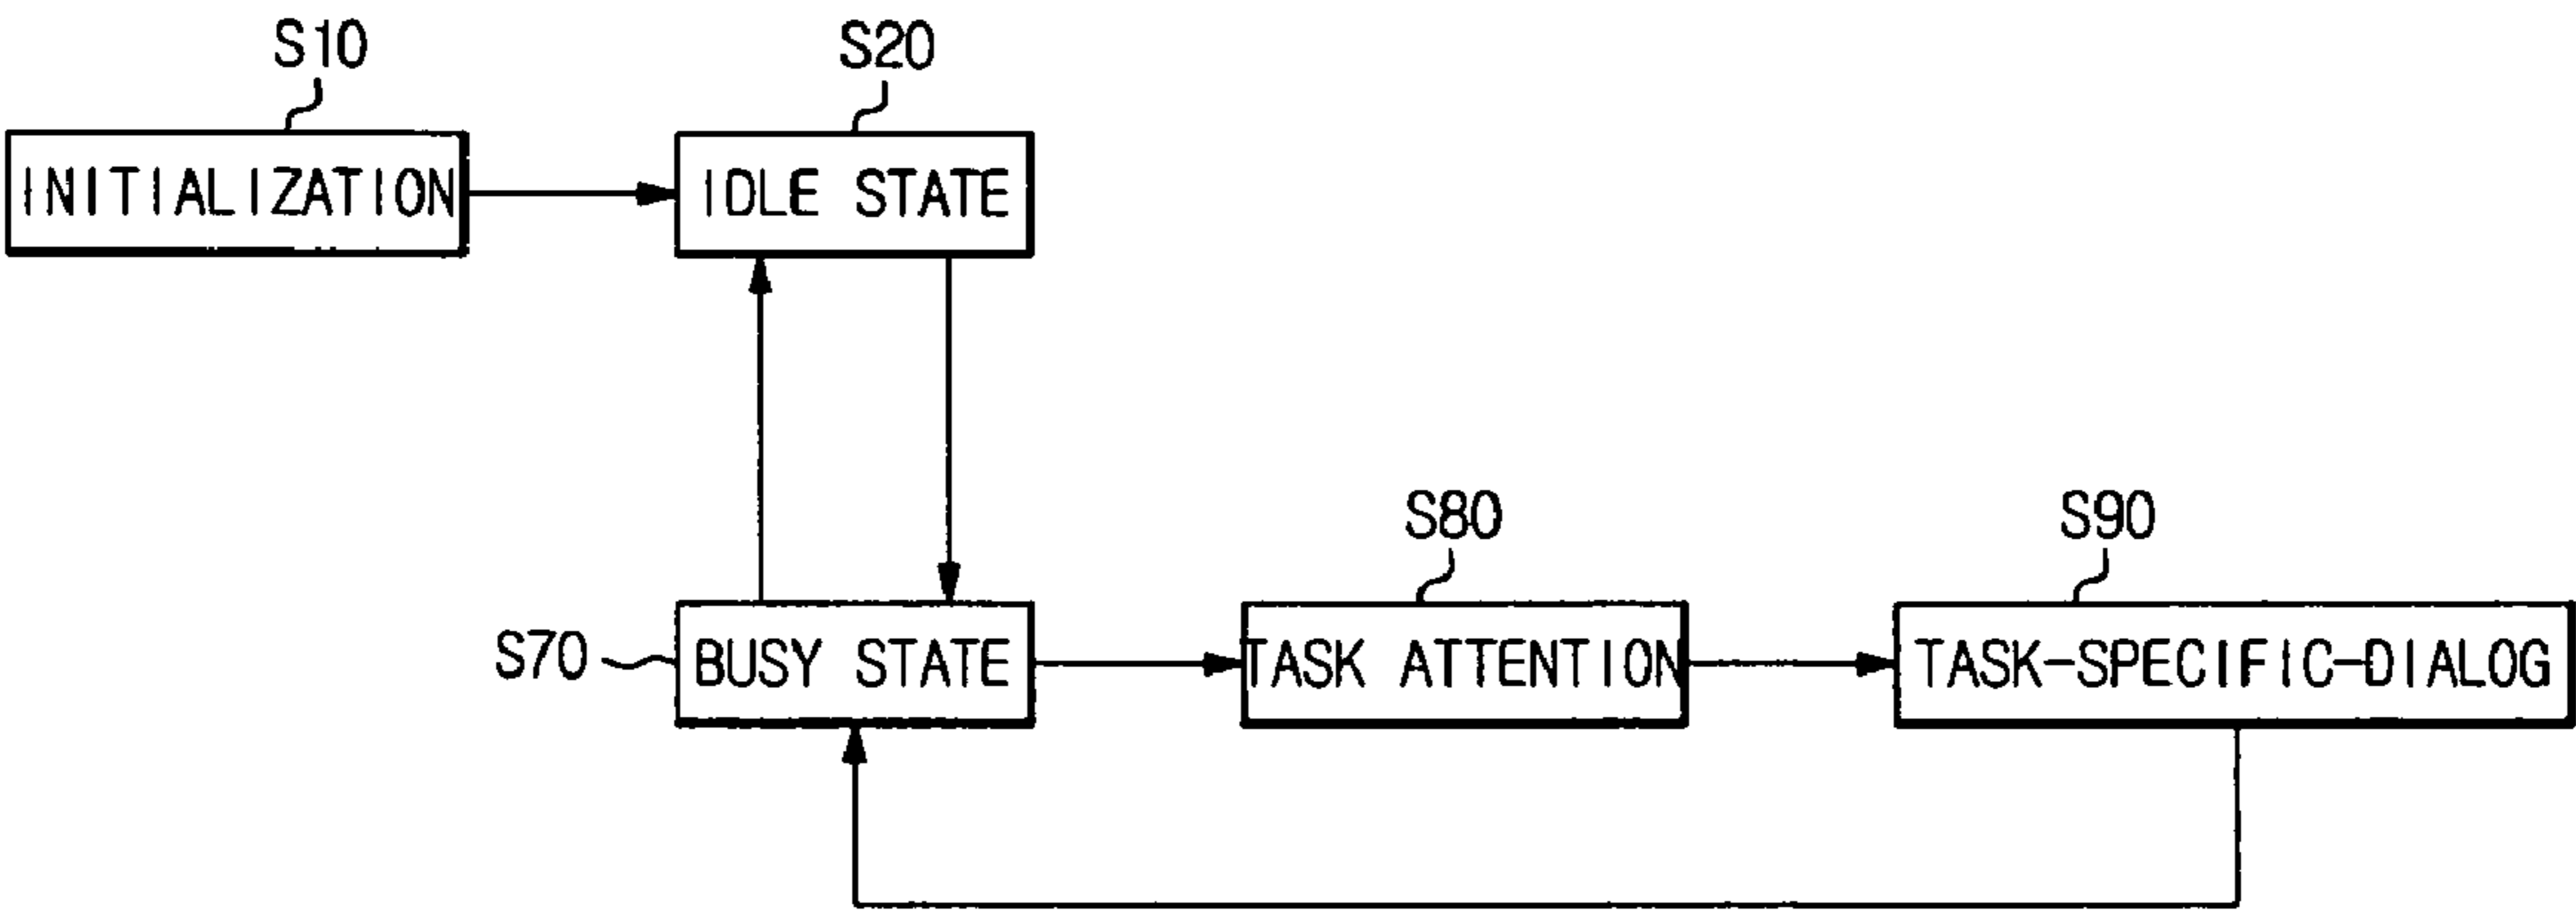 S10
S20
INITIALIZATION
IDLE STATE
S80
S90
S70
BUSY STATE
TASK ATTENTION
TASK-SPECIFIC-DIALOG